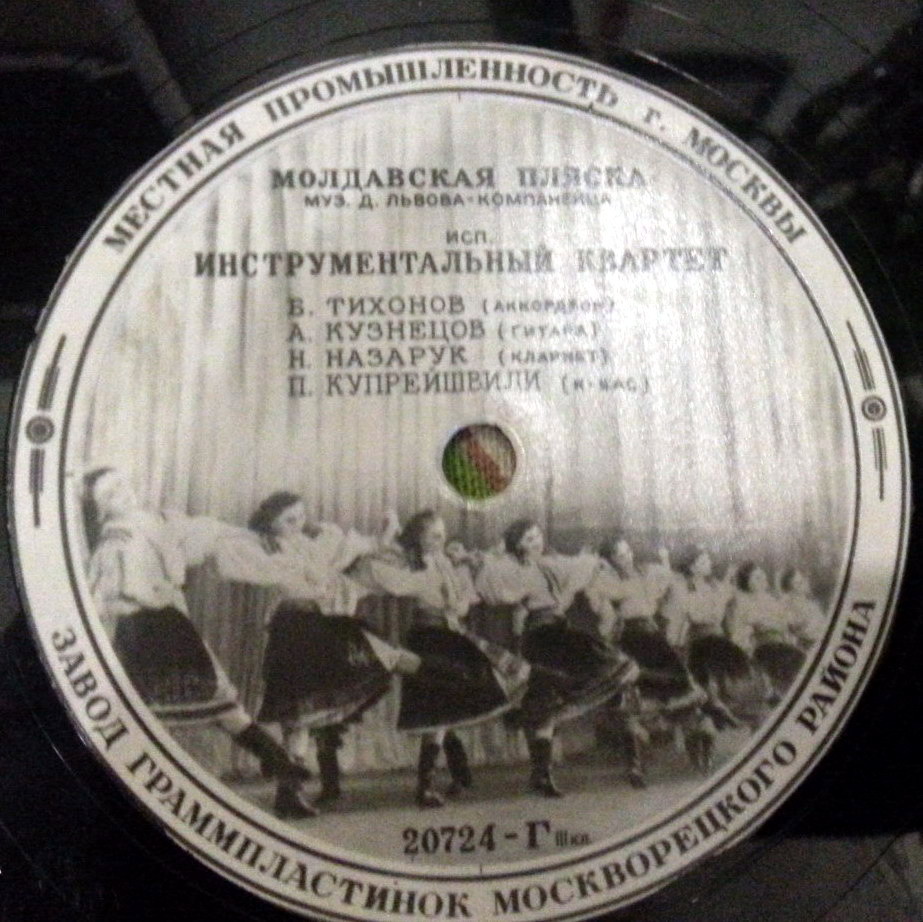 МЕСТНАЯ ПРОМЫШЛЕННОСТЬ г. МОСКВЫ
МОЛДАВСКАЯ ПЛЯСКА
МУЗ. Д. ЛЬВОВА-КОМПАНЕЙЦА
ИСП.
ИНСТРУМЕНТАЛЬНЫЙ КВАРТЕТ
Б. ТИХОНОВ (АККОРДЕОН)
А. КУЗНЕЦОВ (ГИТАРА)
Н. НАЗАРУК (КЛАРНЕТ)
П. КУПРЕЙШВИЛИ (К-БАС)
20724-Г
ЗАВОД ГРАММПЛАСТИНОК МОСКВОРЕЦКОГО РАЙОНА